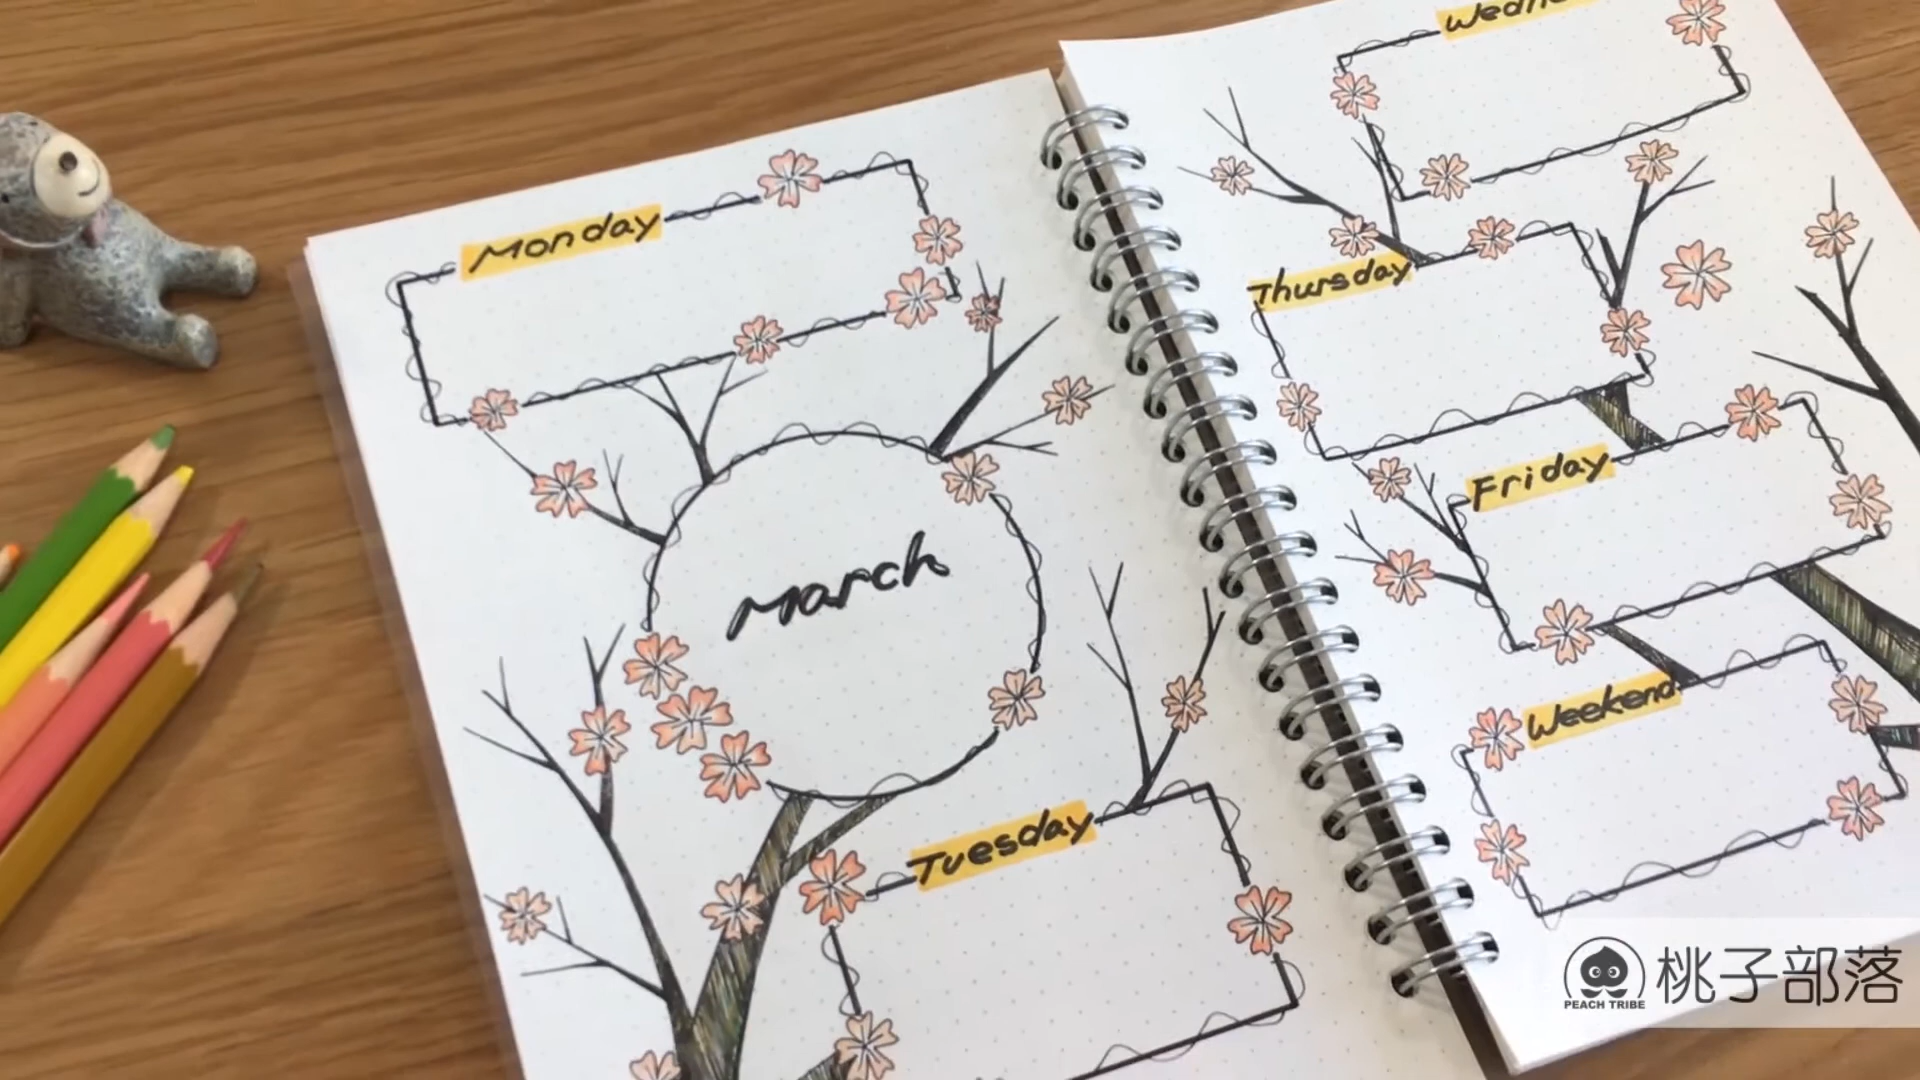 Monday
March
Tuesday
Thursday
Friday
Weekend
桃子部落
PEACH TRIBE